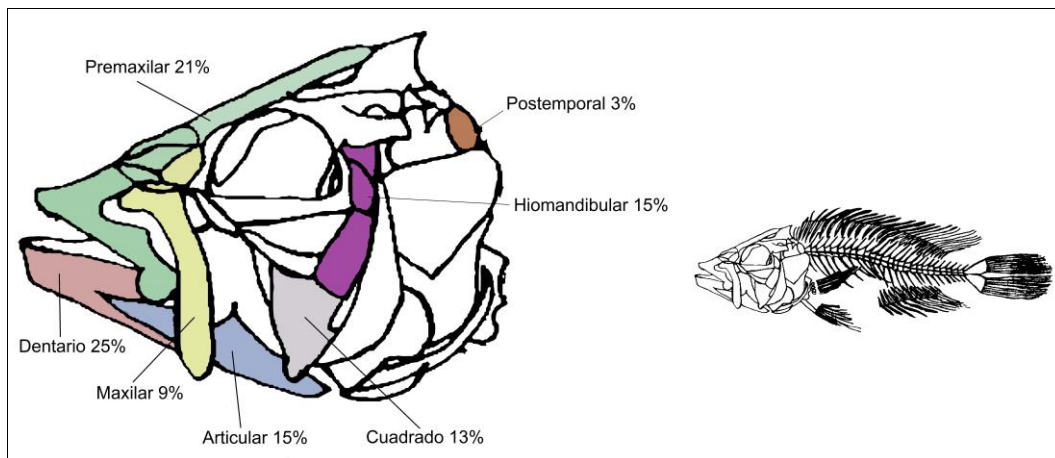 Premaxilar 21%
Postemporal 3%
Hiomandibular 15%
Dentario 25%
Maxilar 9%
Articular 15%
Cuadrado 13%